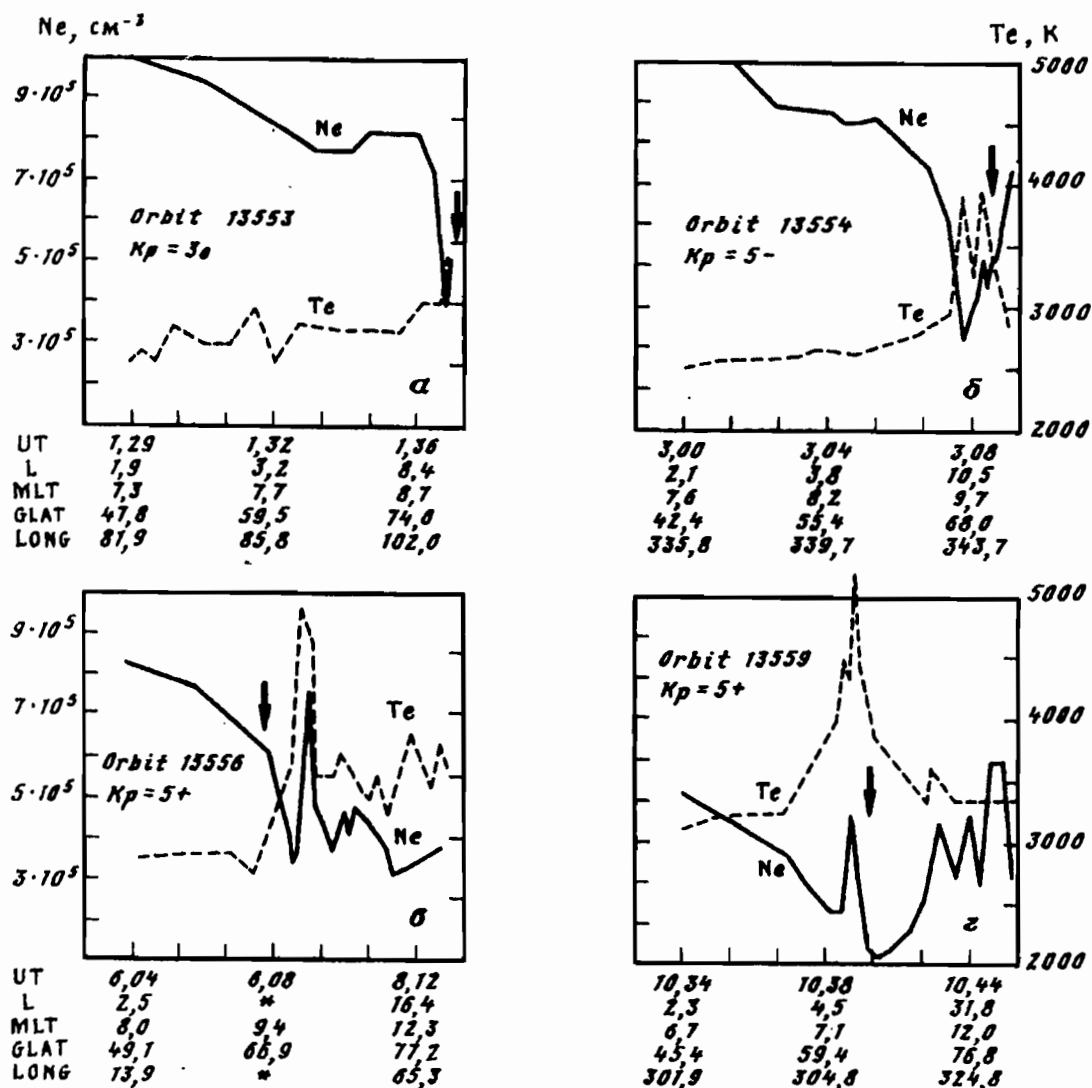 Ne, см⁻³
Te, K
9·10⁵
7·10⁵
5·10⁵
3·10⁵
Ne
Orbit 13553
Kp = 3o
Te
а
5000
4000
3000
2000
Ne
Orbit 13554
Kp = 5-
Te
б
UT 1,29 1,32 1,36
L 1,9 3,2 8,4
MLT 7,3 7,7 8,7
GLAT 47,8 59,5 74,0
LONG 81,9 85,8 102,0
3,00 3,04 3,08
2,1 3,8 10,5
7,6 8,2 9,7
42,4 55,4 68,0
335,8 339,7 343,7
9·10⁵
7·10⁵
5·10⁵
3·10⁵
Te
Orbit 13556
Kp = 5+
Ne
в
5000
4000
3000
2000
Orbit 13559
Kp = 5+
Te
Ne
г
UT 6,04 6,08 8,12
L 2,5 * 16,4
MLT 8,0 9,4 12,3
GLAT 49,1 66,9 77,2
LONG 13,9 * 65,3
10,34 10,38 10,44
2,3 4,5 31,8
6,7 7,1 12,0
45,4 59,4 76,8
301,9 304,8 324,8